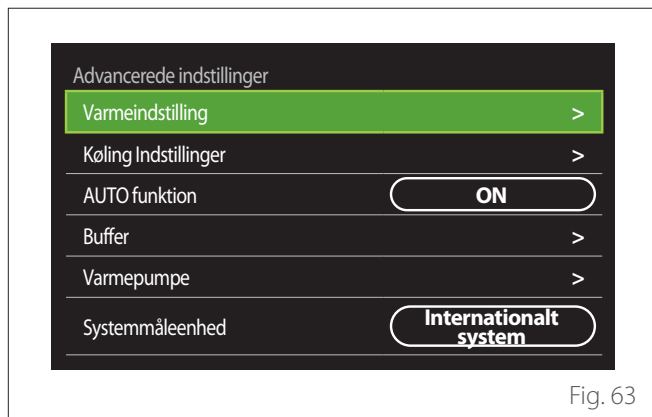 Advancerede indstillinger
Varmeindstilling >
Køling Indstillinger >
AUTO funktion ON
Buffer >
Varmepumpe >
Systemmåleenhed Internationalt
system
Fig. 63